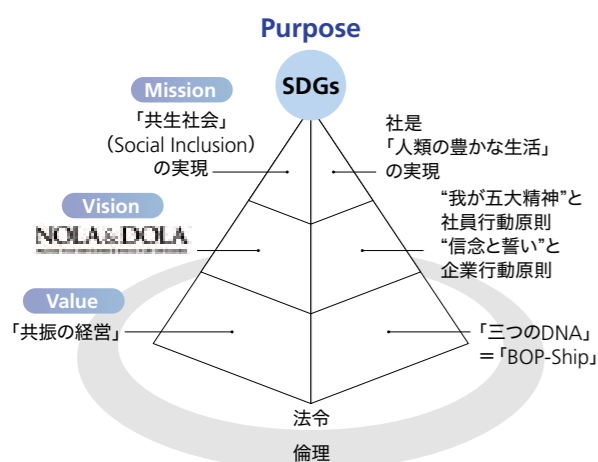 Purpose
SDGs
Mission
「共生社会」
(Social Inclusion)
の実現
社是
「人類の豊かな生活」
の実現
Vision
NOLA&DOLA
“我が五大精神”と
社員行動原則
“信念と誓い”と
企業行動原則
Value
「共振の経営」
「三つのDNA」
=「BOP-Ship」
法令
倫理